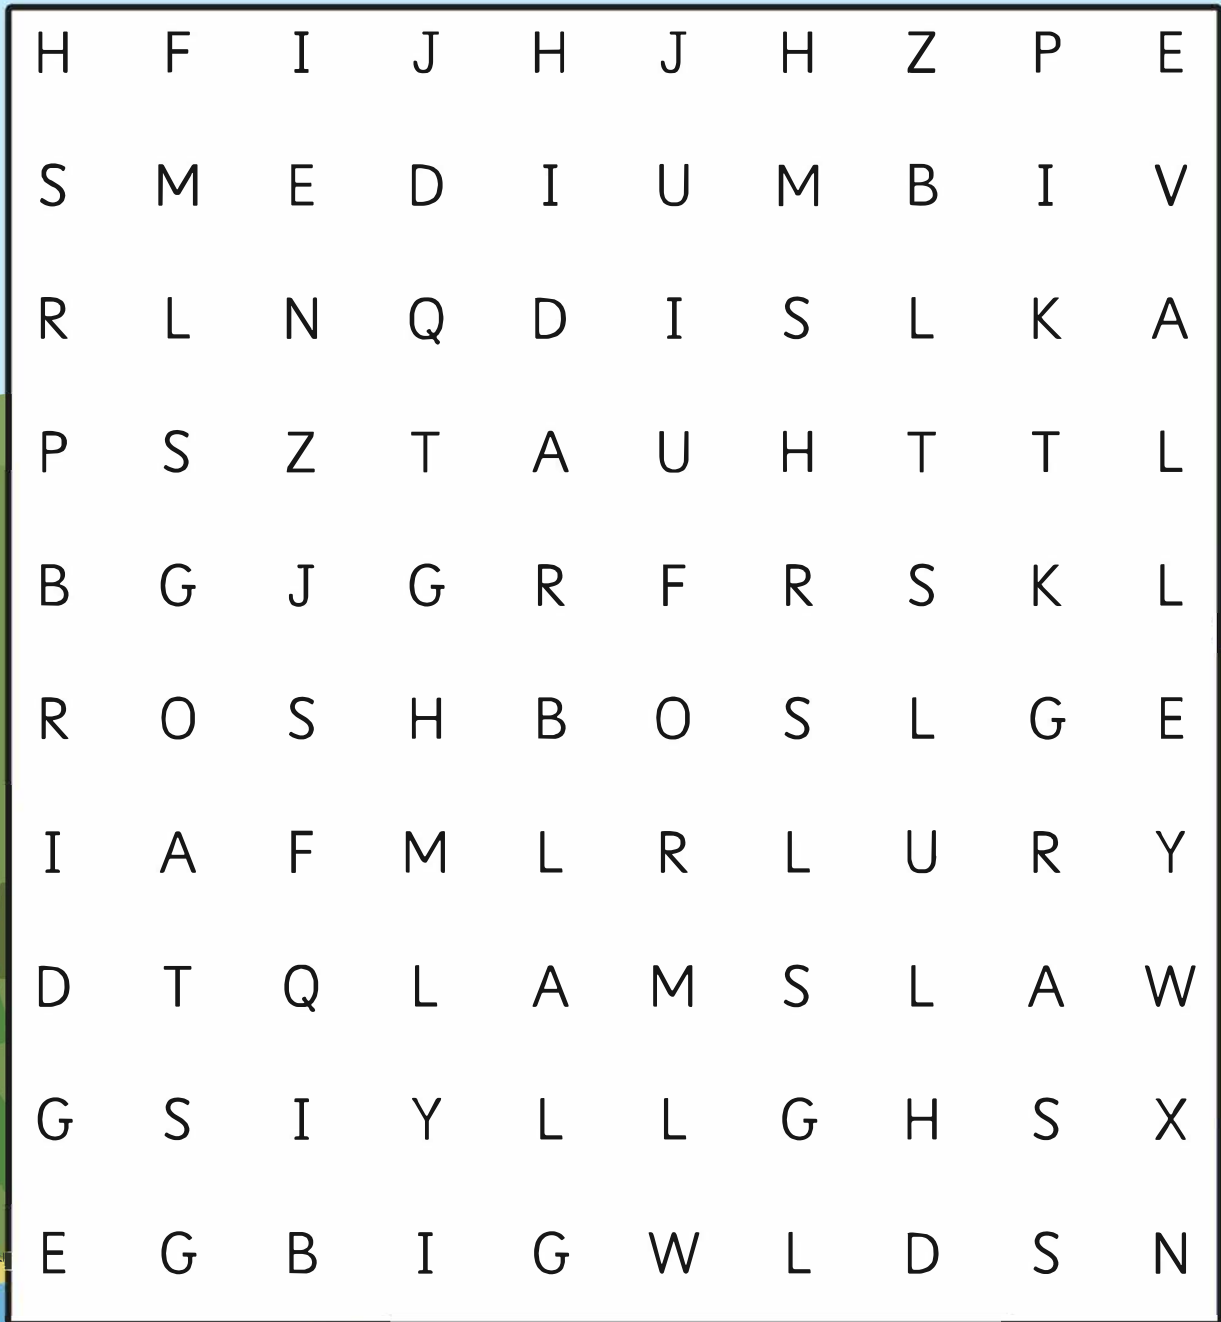 H F I J H J H Z P E
S M E D I U M B I V
R L N Q D I S L K A
P S Z T A U H T T L
B G J G R F R S K L
R O S H B O S L G E
I A F M L R L U R Y
D T Q L A M S L A W
G S I Y L L G H S X
E G B I G W L D S N